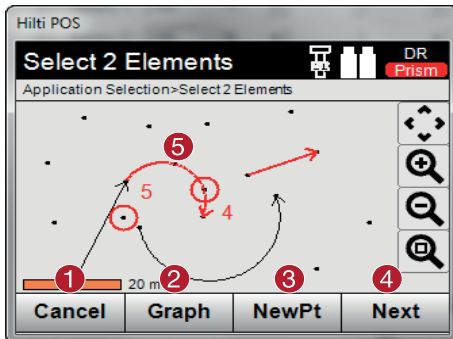 Hilti POS
Select 2 Elements
DR
Prism
Application Selection>Select 2 Elements
5
5
4
1
20 m
2
3
4
Cancel
Graph
NewPt
Next